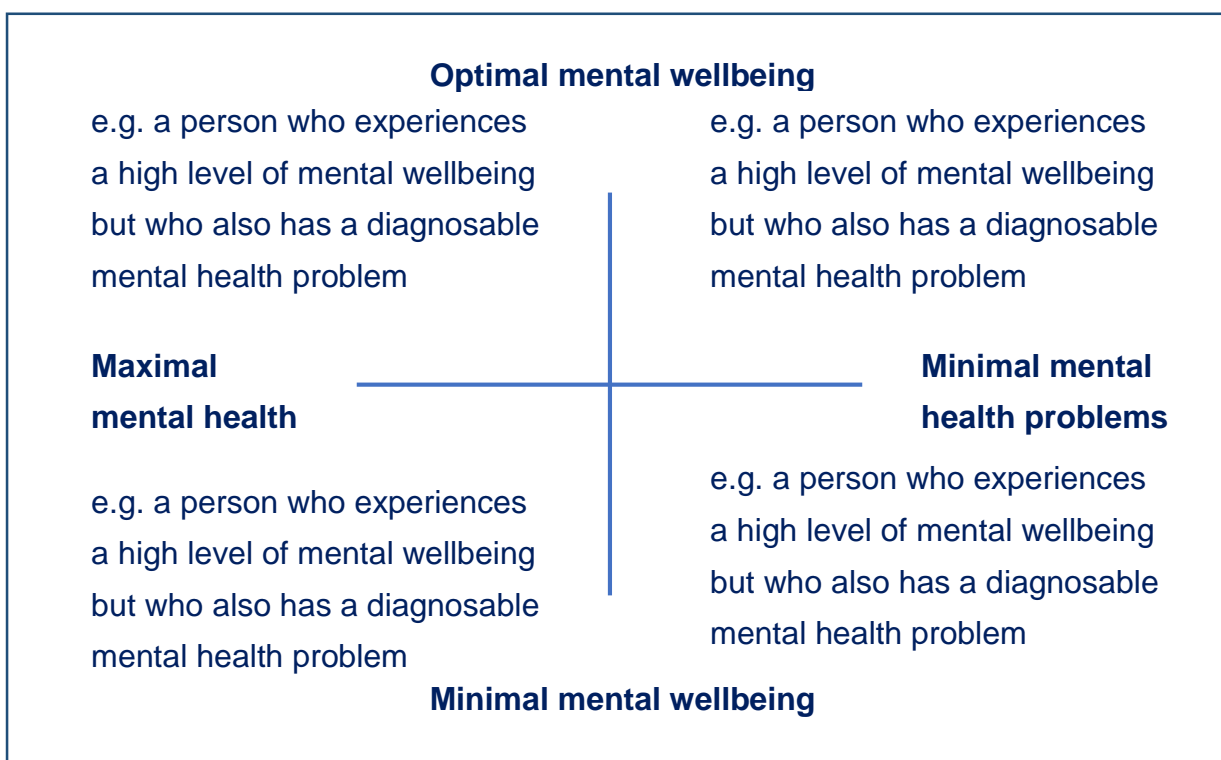 Optimal mental wellbeing
e.g. a person who experiences
a high level of mental wellbeing
but who also has a diagnosable
mental health problem
e.g. a person who experiences
a high level of mental wellbeing
but who also has a diagnosable
mental health problem
Maximal
mental health
Minimal mental
health problems
e.g. a person who experiences
a high level of mental wellbeing
but who also has a diagnosable
mental health problem
e.g. a person who experiences
a high level of mental wellbeing
but who also has a diagnosable
mental health problem
Minimal mental wellbeing